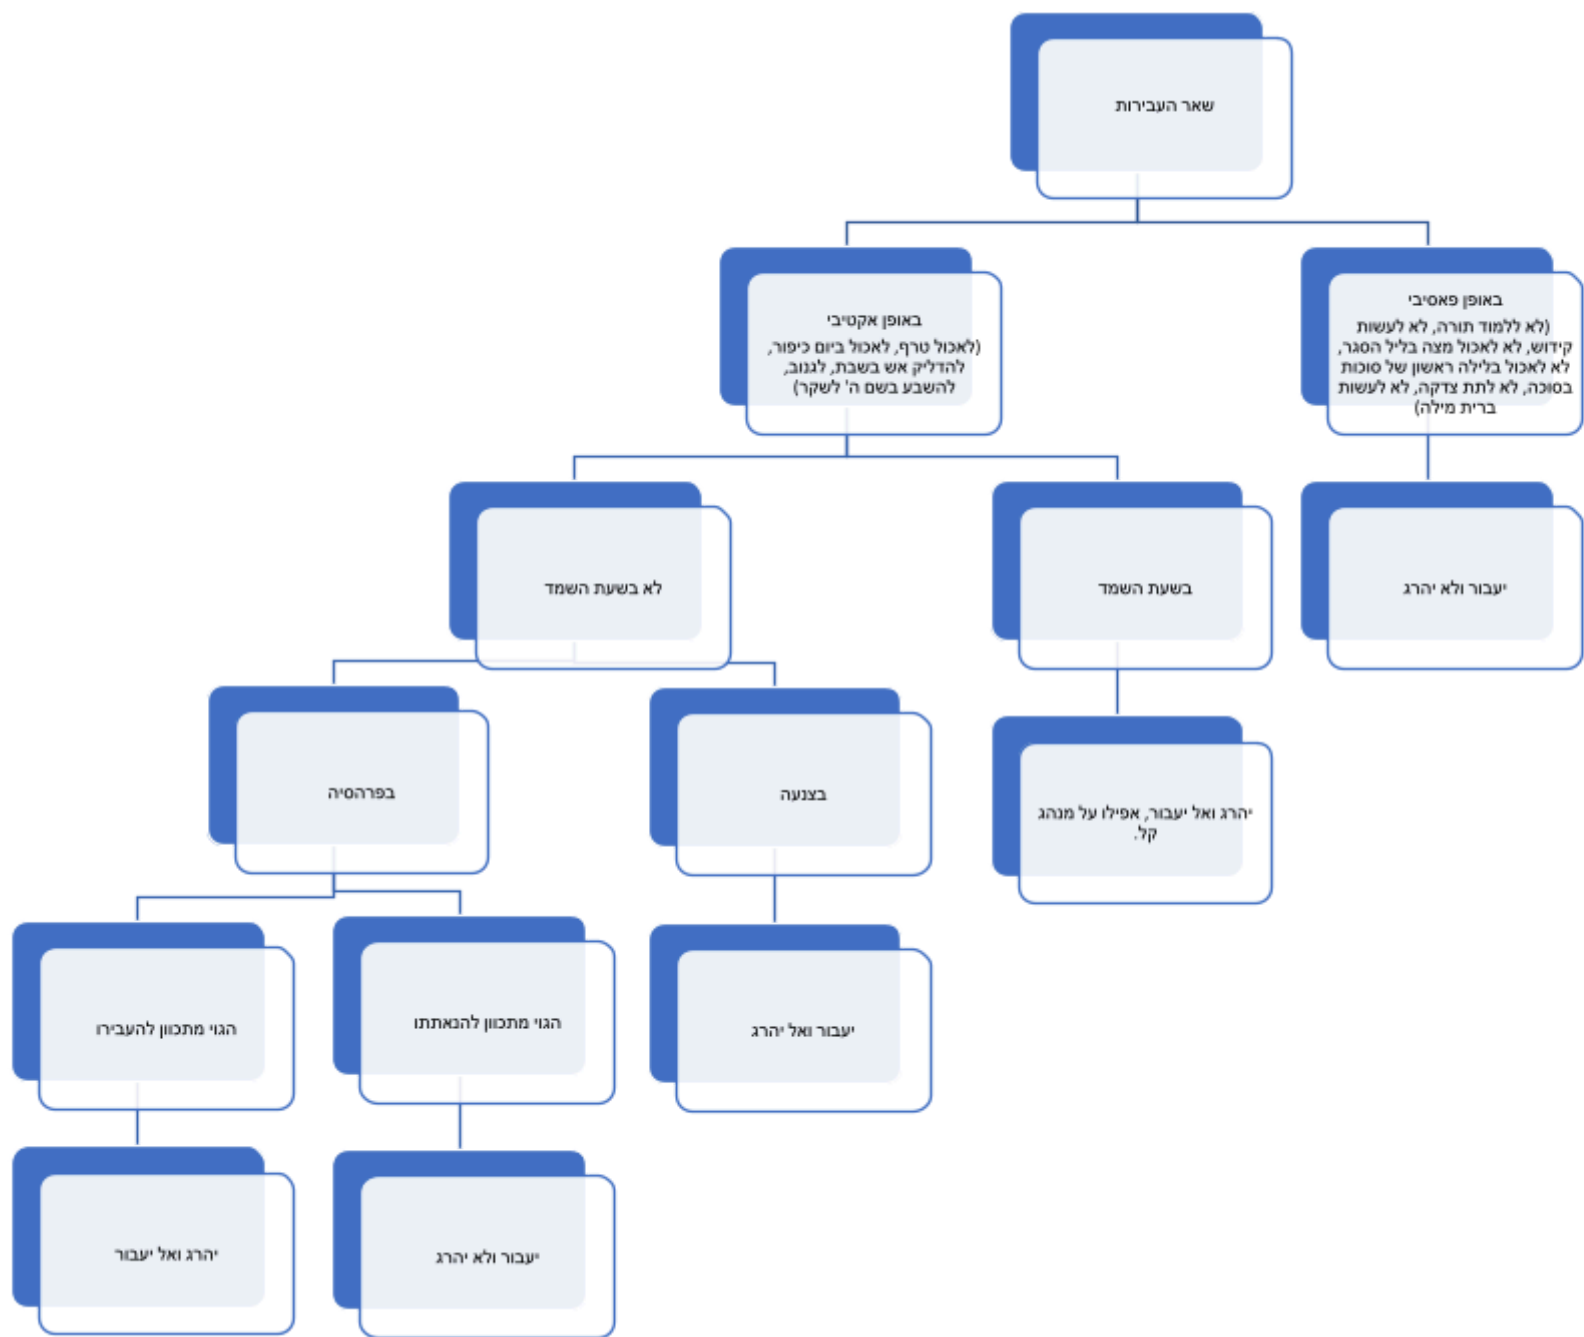 שאר העבירות
באופן פאסיבי
(לא ללמוד תורה, לא לעשות
קידוש, לא לאכול מצה בליל הסגר,
לא לאכול בלילה ראשון של סוכות
בסוכה, לא לתת צדקה, לא לעשות
ברית מילה)
באופן אקטיבי
(לאכול טרף, לאכול ביום כיפור,
להדליק אש בשבת, לגנוב,
להשבע בשם ה' לשקר)
יעבור ולא יהרג
בשעת השמד
לא בשעת השמד
יהרג ואל יעבור, אפילו על מנהג
קל.
בצנעה
בפרהסיה
יעבור ואל יהרג
הגוי מתכוון להנאתתו
הגוי מתכוון להעבירו
יעבור ולא יהרג
יהרג ואל יעבור